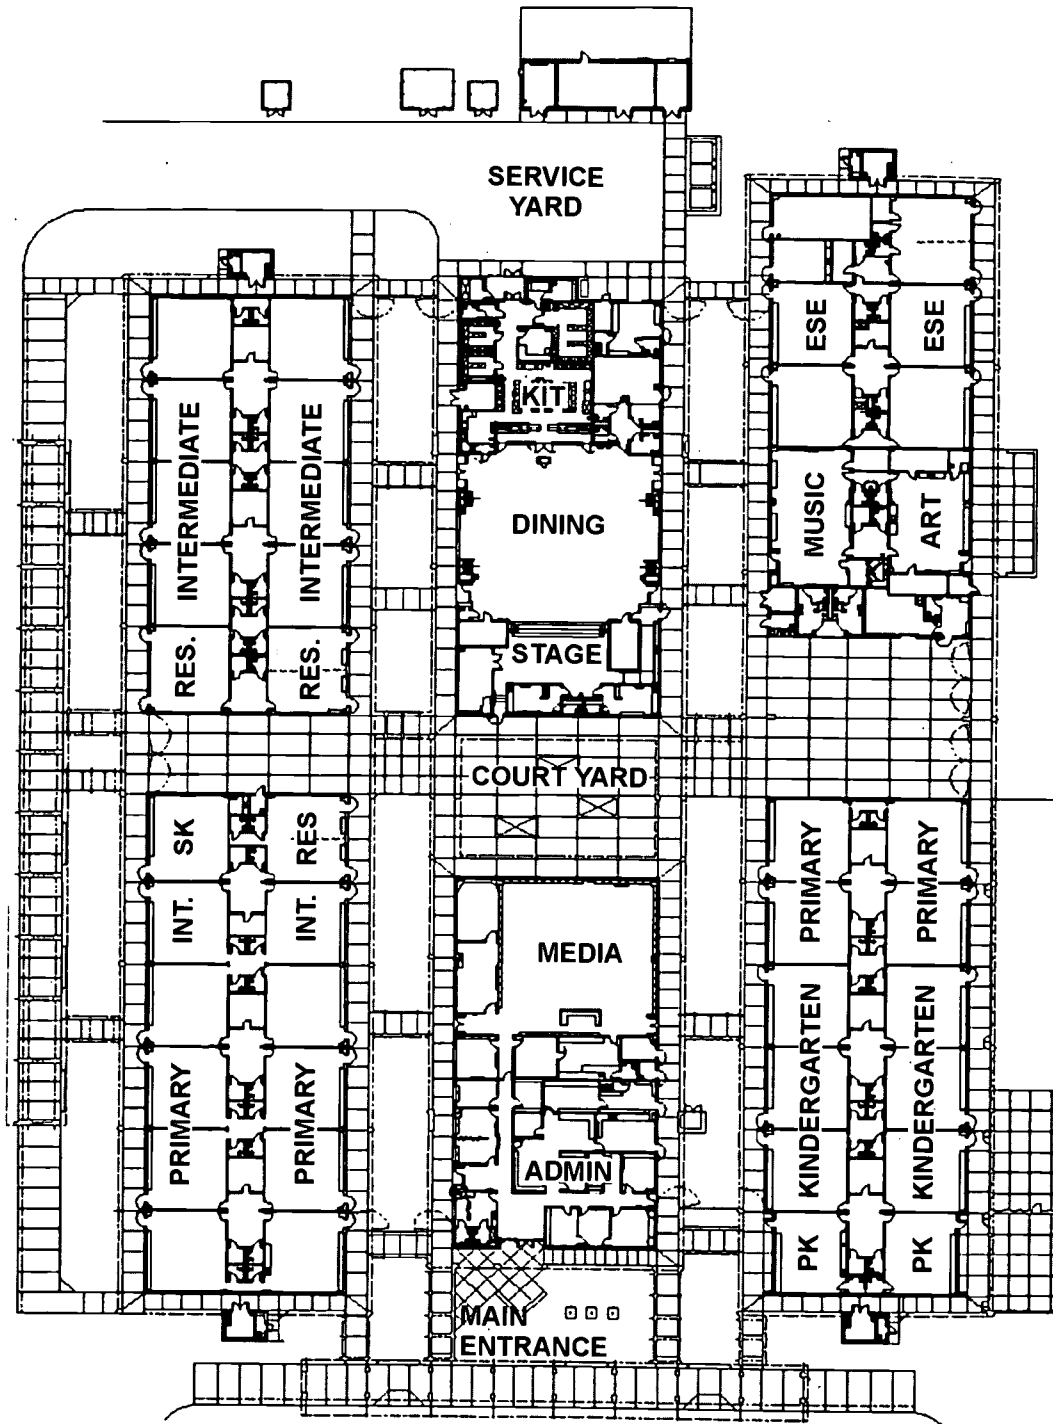 SERVICE
YARD
ESE
ESE
KIT
INTERMEDIATE
INTERMEDIATE
DINING
MUSIC
ART
RES.
RES.
STAGE
COURT YARD
SK
RES
PRIMARY
PRIMARY
INT.
INT.
MEDIA
KINDERGARTEN
KINDERGARTEN
PRIMARY
PRIMARY
ADMIN
PK
PK
MAIN
ENTRANCE